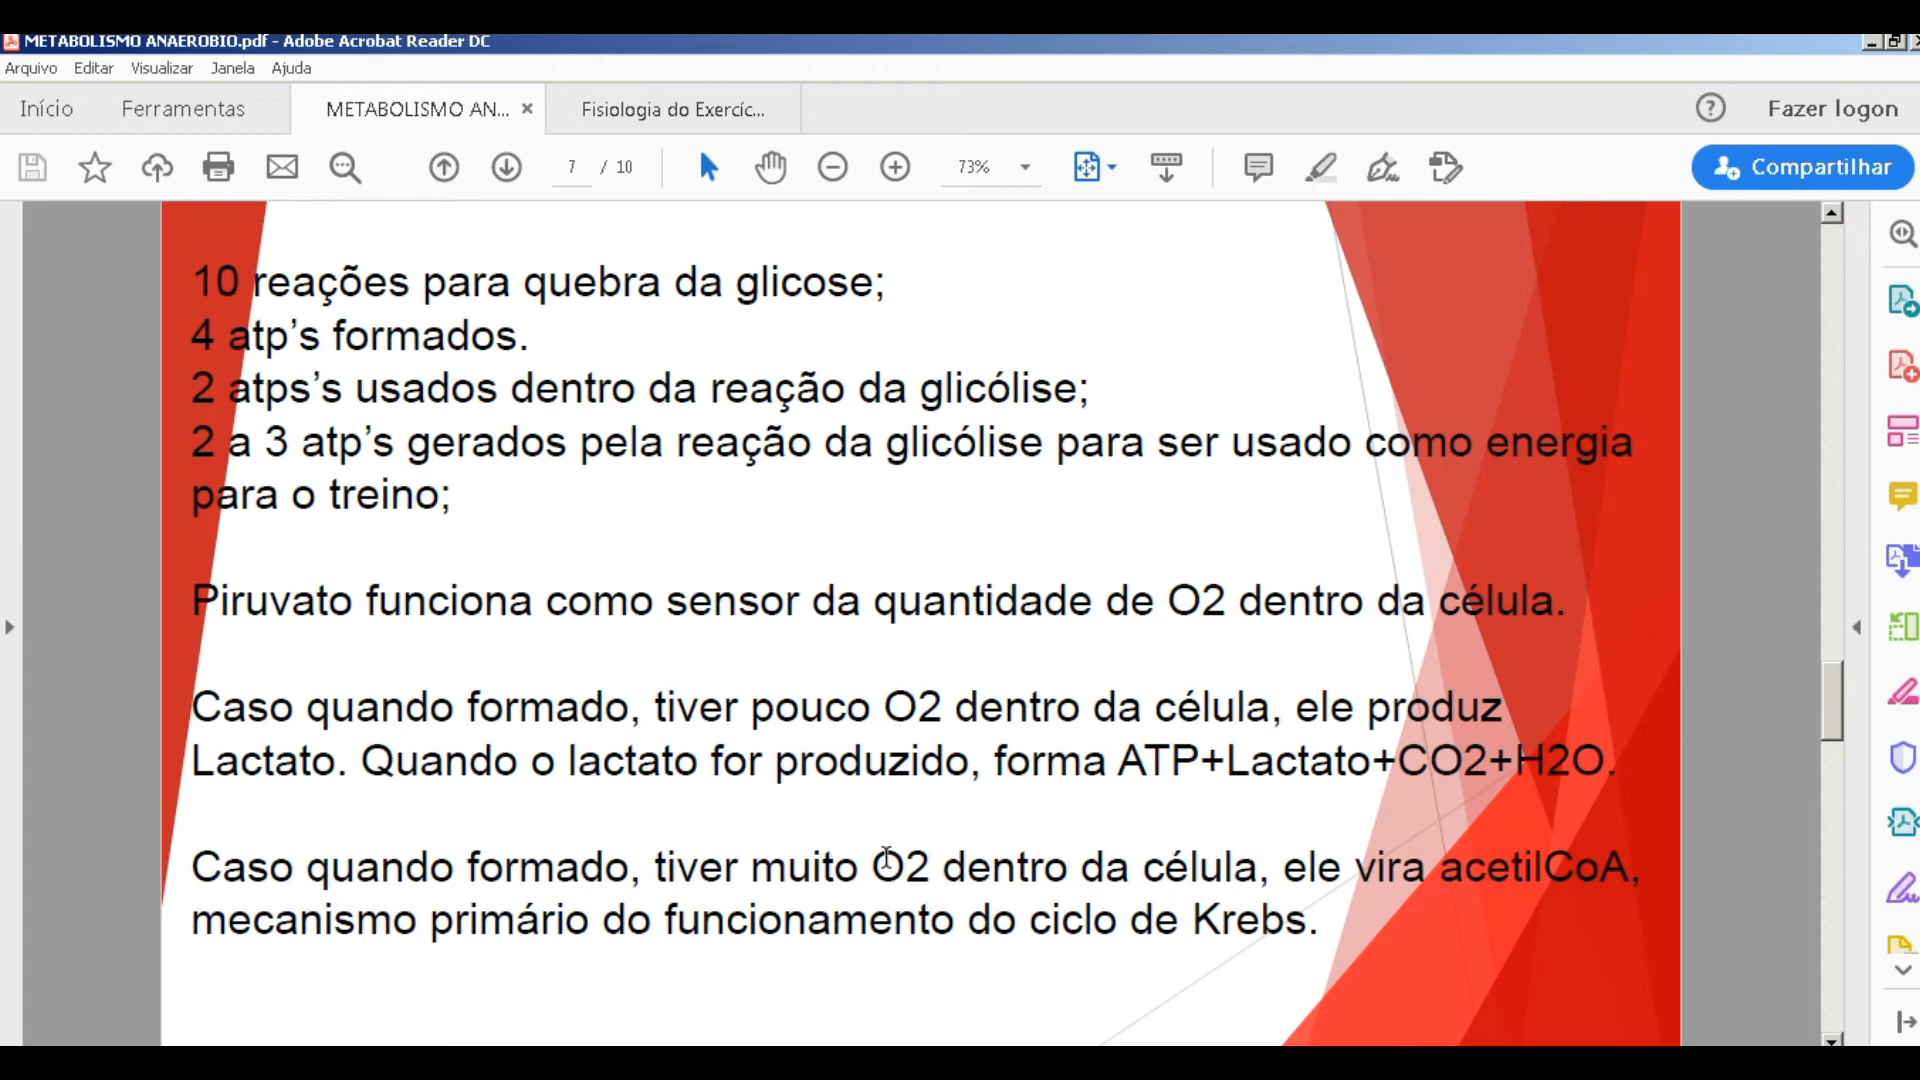 METABOLISMO ANAEROBIO.pdf - Adobe Acrobat Reader DC
Arquivo Editar Visualizar Janela Ajuda
Início Ferramentas METABOLISMO AN... Fisiologia do Exercíc... Fazer logon
7 / 10 73% Compartilhar
10 reações para quebra da glicose;
4 atp’s formados.
2 atps’s usados dentro da reação da glicólise;
2 a 3 atp’s gerados pela reação da glicólise para ser usado como energia
para o treino;
Piruvato funciona como sensor da quantidade de O2 dentro da célula.
Caso quando formado, tiver pouco O2 dentro da célula, ele produz
Lactato. Quando o lactato for produzido, forma ATP+Lactato+CO2+H2O.
Caso quando formado, tiver muito O2 dentro da célula, ele vira acetilCoA,
mecanismo primário do funcionamento do ciclo de Krebs.